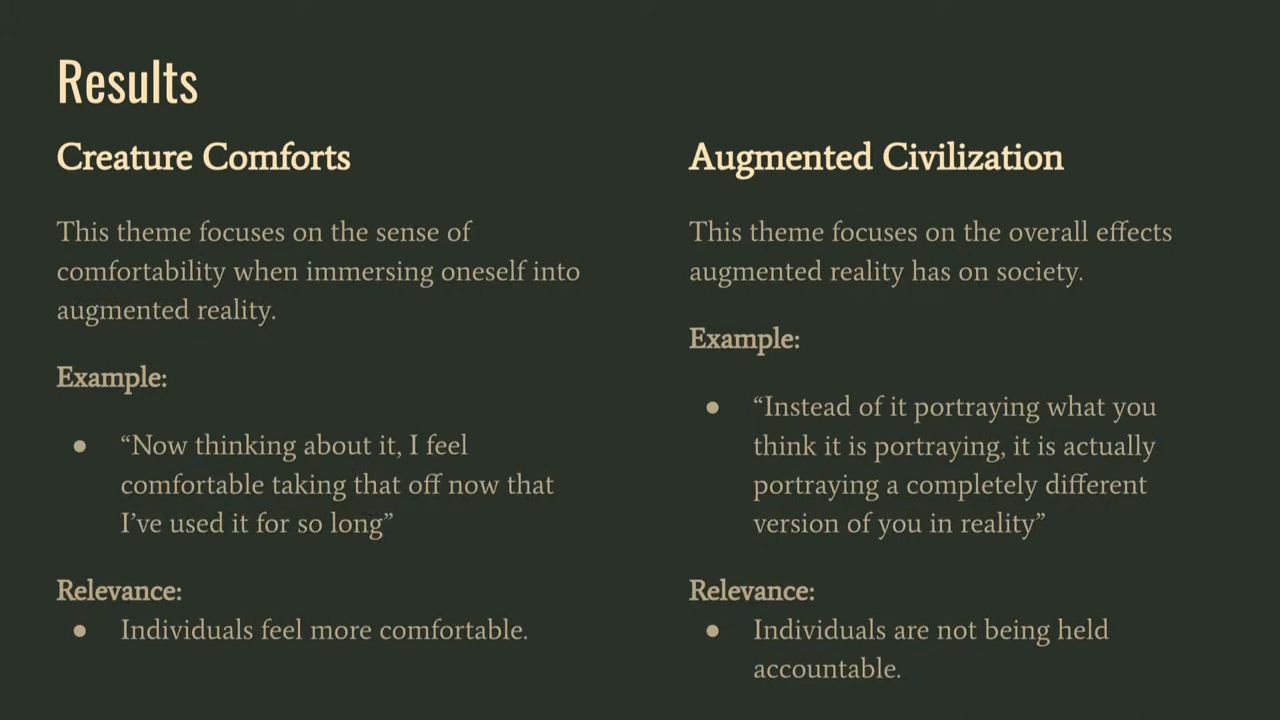 Results
Creature Comforts
This theme focuses on the sense of
comfortability when immersing oneself into
augmented reality.
Example:
● “Now thinking about it, I feel
comfortable taking that off now that
I’ve used it for so long”
Relevance:
● Individuals feel more comfortable.
Augmented Civilization
This theme focuses on the overall effects
augmented reality has on society.
Example:
● “Instead of it portraying what you
think it is portraying, it is actually
portraying a completely different
version of you in reality”
Relevance:
● Individuals are not being held
accountable.